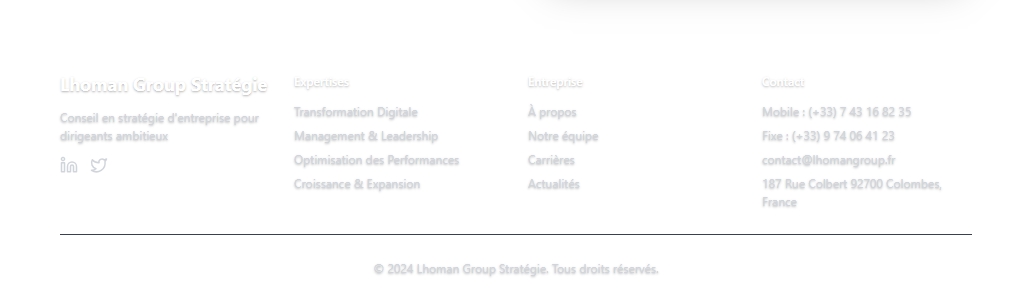 Lhoman Group Stratégie
Conseil en stratégie d'entreprise pour
dirigeants ambitieux
Expertises
Transformation Digitale
Management & Leadership
Optimisation des Performances
Croissance & Expansion
Entreprise
À propos
Notre équipe
Carrières
Actualités
Contact
Mobile : (+33) 7 43 16 82 35
Fixe : (+33) 9 74 06 41 23
contact@lhomangroup.fr
187 Rue Colbert 92700 Colombes,
France
© 2024 Lhoman Group Stratégie. Tous droits réservés.